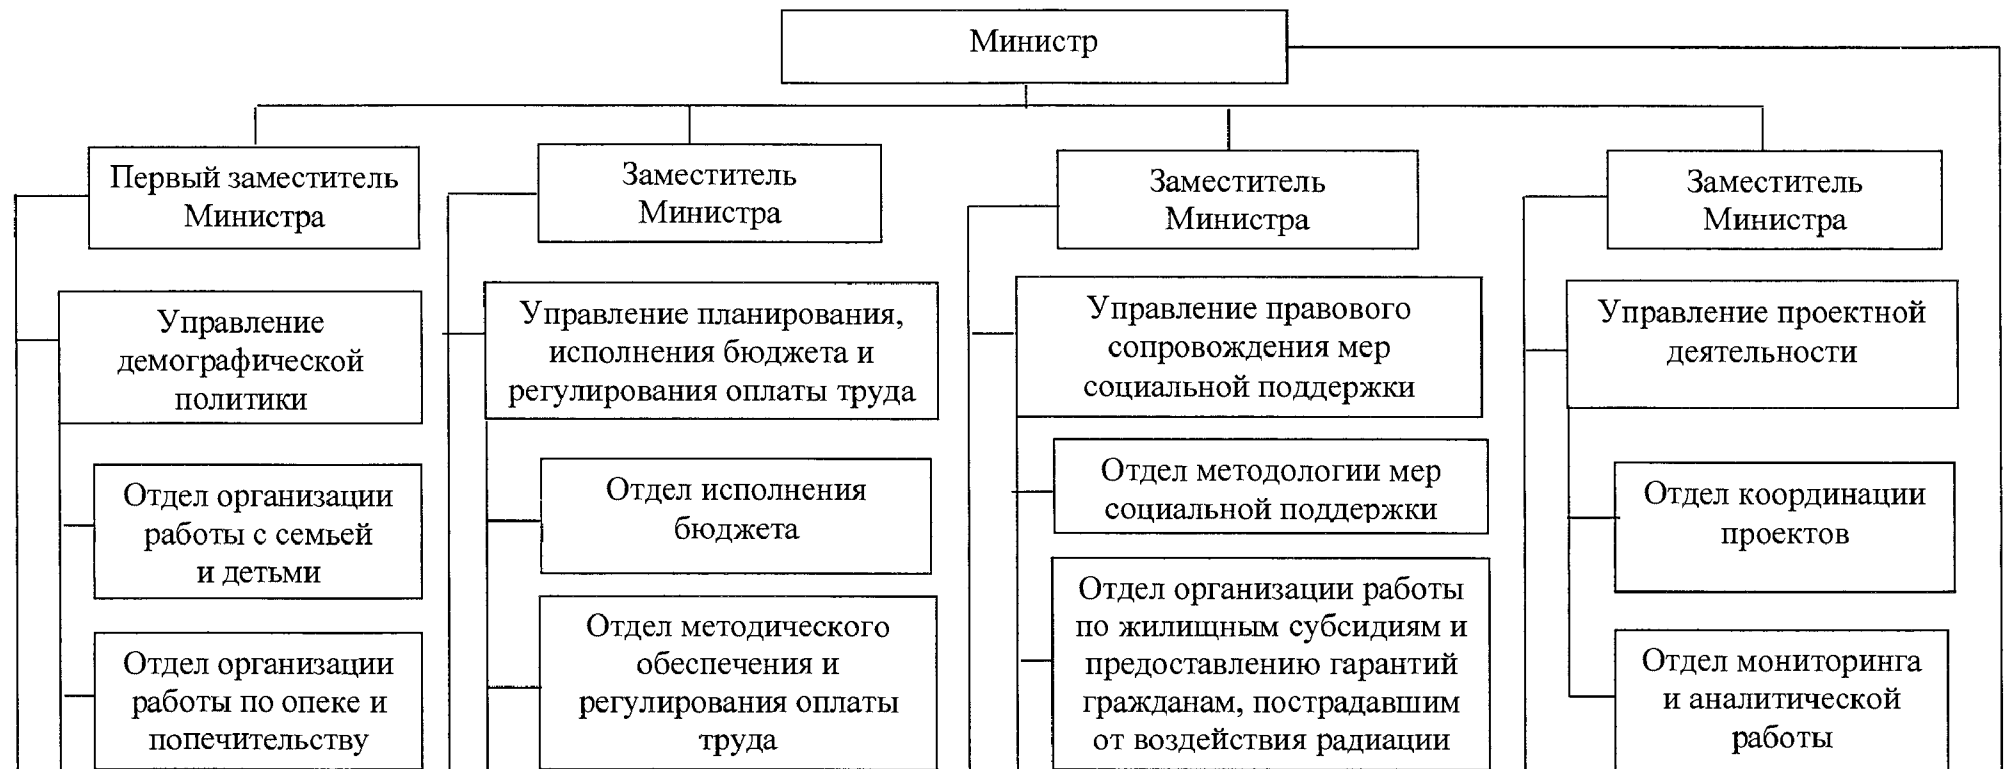 Министр
Первый заместитель
Министра
Управление
демографической
политики
Отдел организации
работы с семьей
и детьми
Отдел организации
работы по опеке и
попечительству
Заместитель
Министра
Управление планирования,
исполнения бюджета и
регулирования оплаты труда
Отдел исполнения
бюджета
Отдел методического
обеспечения и
регулирования оплаты
труда
Заместитель
Министра
Управление правового
сопровождения мер
социальной поддержки
Отдел методологии мер
социальной поддержки
Отдел организации работы
по жилищным субсидиям и
предоставлению гарантий
гражданам, пострадавшим
от воздействия радиации
Заместитель
Министра
Управление проектной
деятельности
Отдел координации
проектов
Отдел мониторинга
и аналитической
работы